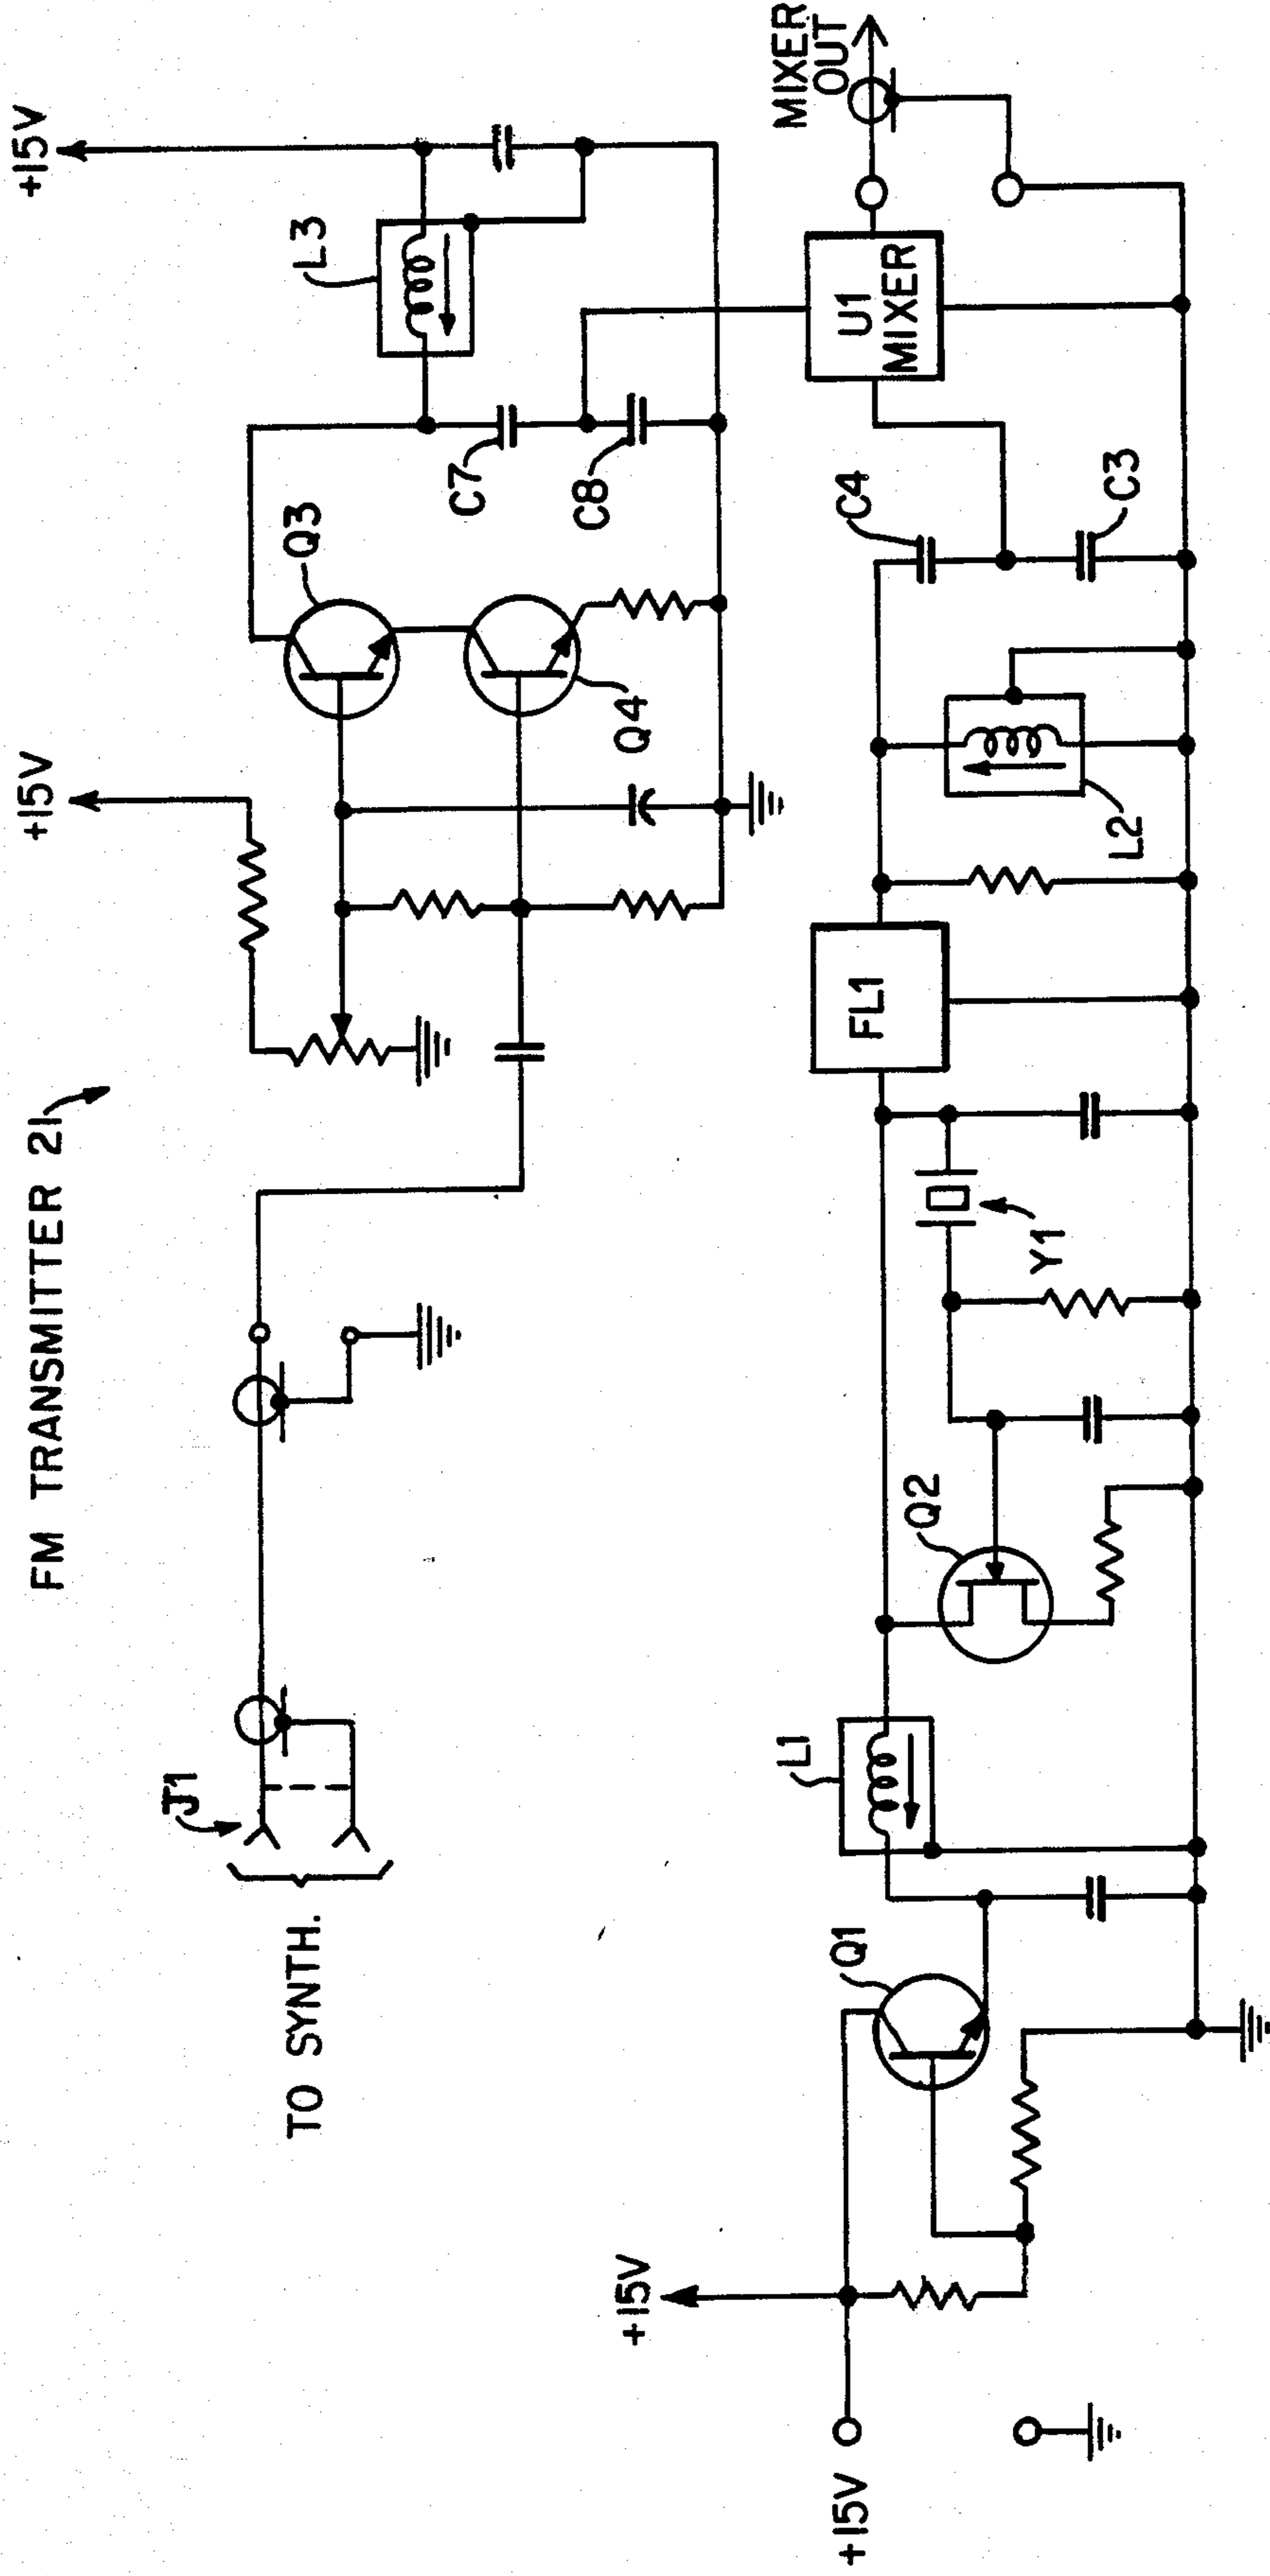 FM TRANSMITTER 21
+15V
+15V
L3
Q3
C7
C8
Q4
J1
TO SYNTH.
MIXER
OUT
U1
MIXER
C4
C3
L2
FL1
Y1
Q2
L1
Q1
+15V
+15V